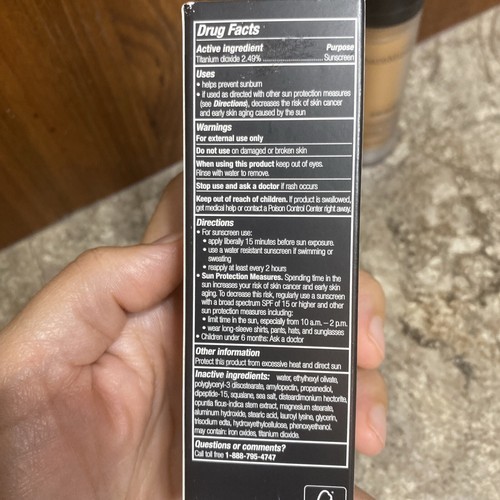 Drug Facts
Active ingredient Purpose
Titanium dioxide 2.49% ........................ Sunscreen
Uses
• helps prevent sunburn
• if used as directed with other sun protection measures
(see Directions), decreases the risk of skin cancer
and early skin aging caused by the sun
Warnings
For external use only
Do not use on damaged or broken skin
When using this product keep out of eyes.
Rinse with water to remove.
Stop use and ask a doctor if rash occurs
Keep out of reach of children. If product is swallowed,
get medical help or contact a Poison Control Center right away.
Directions
• For sunscreen use:
• apply liberally 15 minutes before sun exposure.
• use a water resistant sunscreen if swimming or
sweating
• reapply at least every 2 hours
• Sun Protection Measures. Spending time in the
sun increases your risk of skin cancer and early skin
aging. To decrease this risk, regularly use a sunscreen
with a broad spectrum SPF of 15 or higher and other
sun protection measures including:
• limit time in the sun, especially from 10 a.m. – 2 p.m.
• wear long-sleeve shirts, pants, hats, and sunglasses
• Children under 6 months: Ask a doctor
Other information
Protect this product from excessive heat and direct sun
Inactive ingredients: water, ethylhexyl olivate,
polyglyceryl-3 diisostearate, amylopectin, propanediol,
dipeptide-15, squalane, sea salt, disteardimonium hectorite,
opuntia ficus-indica stem extract, magnesium stearate,
aluminum hydroxide, stearic acid, lauroyl lysine, glycerin,
trisodium edta, hydroxyethylcellulose, phenoxyethanol.
may contain: iron oxides, titanium dioxide.
Questions or comments?
Call toll free 1-888-795-4747